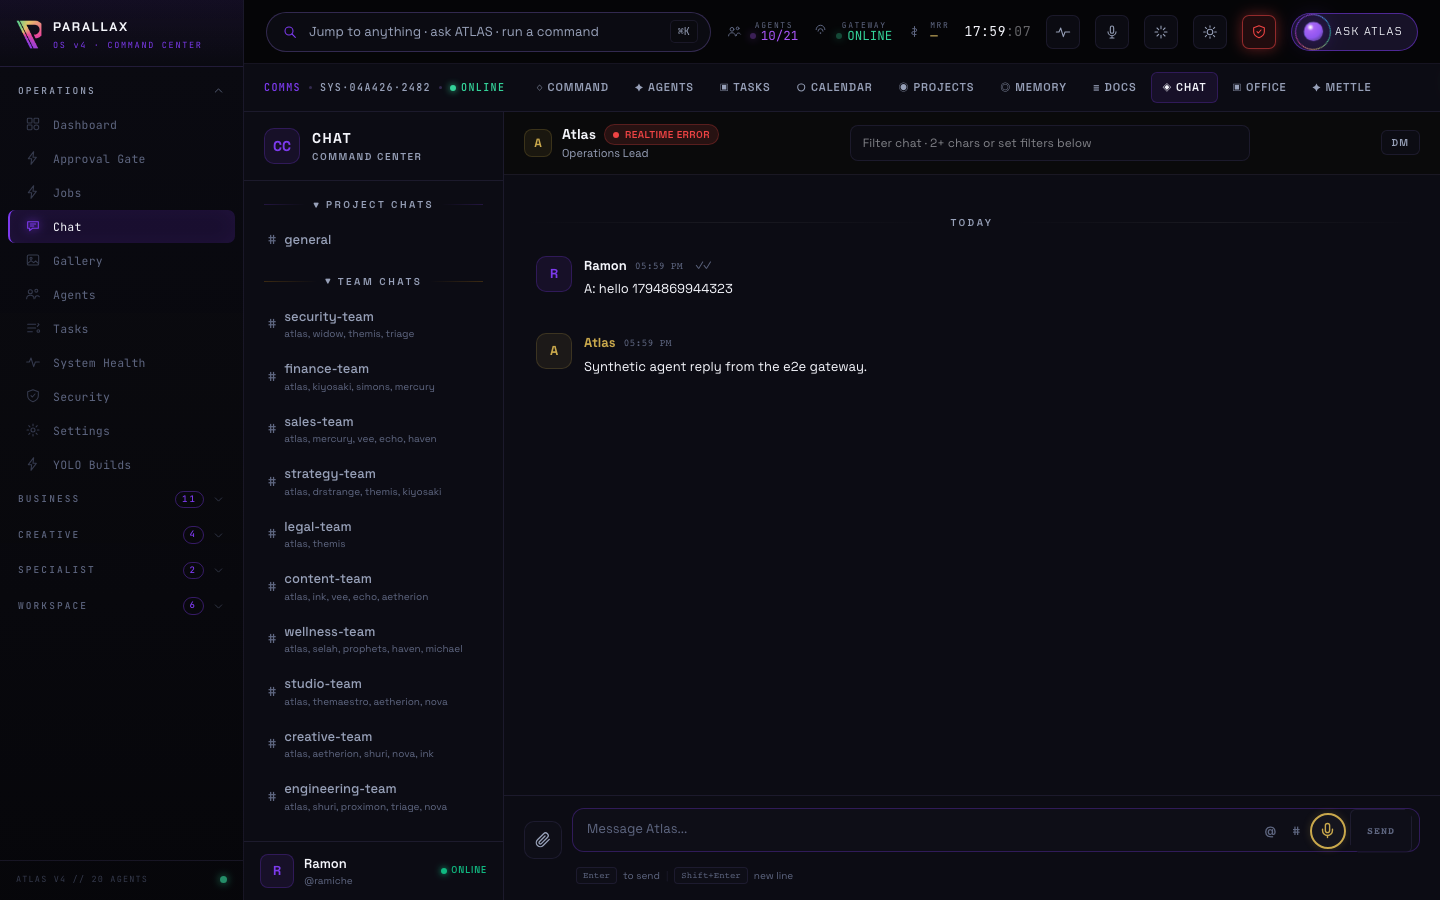 PARALLAX
OS v4 · COMMAND CENTER
OPERATIONS
Dashboard
Approval Gate
Jobs
Chat
Gallery
Agents
Tasks
System Health
Security
Settings
YOLO Builds
BUSINESS 11
CREATIVE 4
SPECIALIST 2
WORKSPACE 6
ATLAS V4 // 20 AGENTS
Jump to anything · ask ATLAS · run a command ⌘K
AGENTS
10/21
GATEWAY
ONLINE
MRR
—
17:59:07
ASK ATLAS
COMMS · SYS·04A426·2482 · ONLINE
COMMAND
AGENTS
TASKS
CALENDAR
PROJECTS
MEMORY
DOCS
CHAT
OFFICE
METTLE
CC
CHAT
COMMAND CENTER
▾ PROJECT CHATS
# general
▾ TEAM CHATS
# security-team
atlas, widow, themis, triage
# finance-team
atlas, kiyosaki, simons, mercury
# sales-team
atlas, mercury, vee, echo, haven
# strategy-team
atlas, drstrange, themis, kiyosaki
# legal-team
atlas, themis
# content-team
atlas, ink, vee, echo, aetherion
# wellness-team
atlas, selah, prophets, haven, michael
# studio-team
atlas, themaestro, aetherion, nova
# creative-team
atlas, aetherion, shuri, nova, ink
# engineering-team
atlas, shuri, proximon, triage, nova
R
Ramon
@ramiche
ONLINE
A
Atlas REALTIME ERROR
Operations Lead
Filter chat · 2+ chars or set filters below
DM
TODAY
R
Ramon 05:59 PM ✓✓
A: hello 1794869944323
A
Atlas 05:59 PM
Synthetic agent reply from the e2e gateway.
Message Atlas...
@ # SEND
Enter to send | Shift+Enter new line